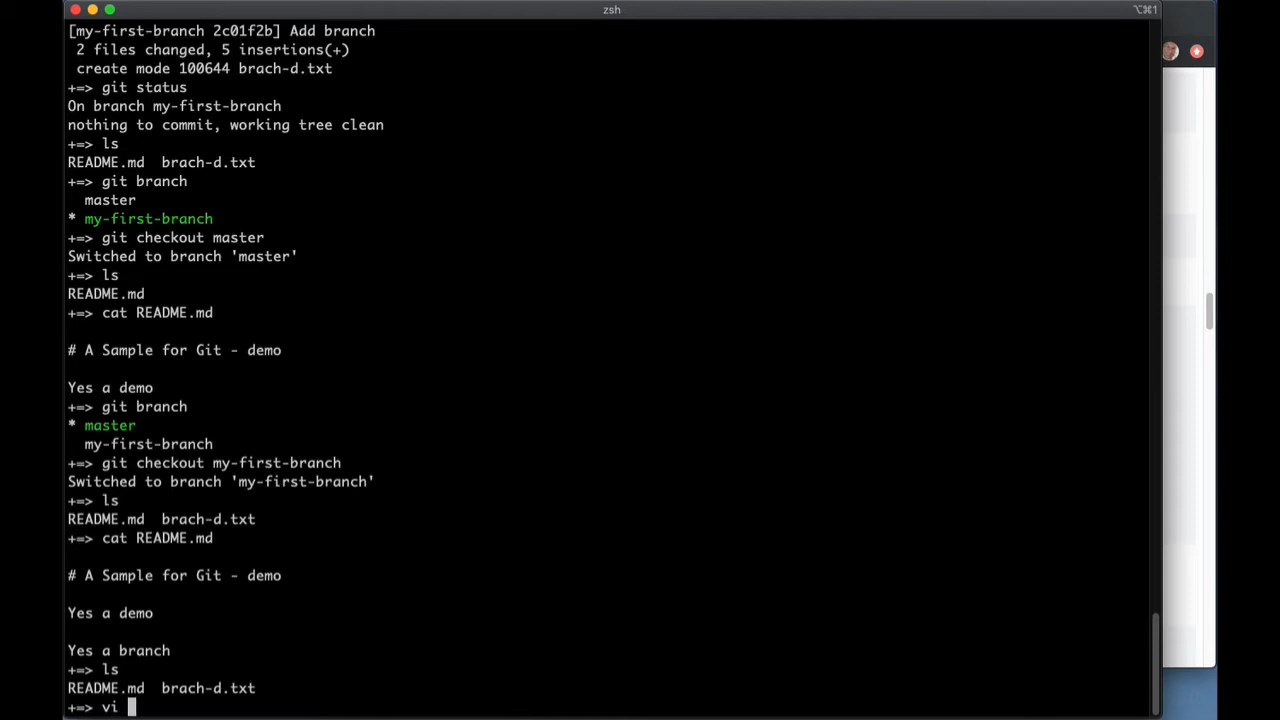 zsh
⌥⌘1
[my-first-branch 2c01f2b] Add branch
 2 files changed, 5 insertions(+)
 create mode 100644 brach-d.txt
+=> git status
On branch my-first-branch
nothing to commit, working tree clean
+=> ls
README.md  brach-d.txt
+=> git branch
  master
* my-first-branch
+=> git checkout master
Switched to branch 'master'
+=> ls
README.md
+=> cat README.md

# A Sample for Git - demo

Yes a demo
+=> git branch
* master
  my-first-branch
+=> git checkout my-first-branch
Switched to branch 'my-first-branch'
+=> ls
README.md  brach-d.txt
+=> cat README.md

# A Sample for Git - demo

Yes a demo

Yes a branch
+=> ls
README.md  brach-d.txt
+=> vi